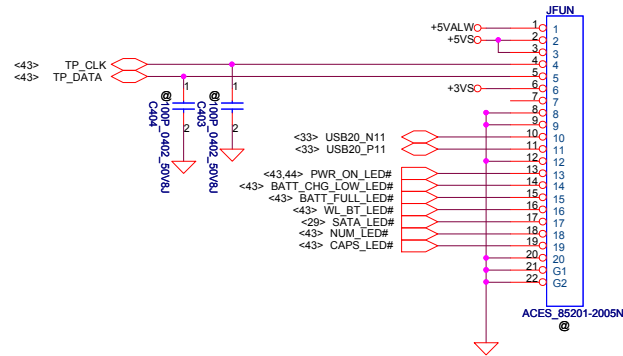 JFUN
+5VALW 1 1
+5VS 2 2
3 3
<43> TP_CLK 4 4
<43> TP_DATA 5 5
+3VS 6 6
7 7
8 8
9 9
<33> USB20_N11 10 10
<33> USB20_P11 11 11
12 12
<43,44> PWR_ON_LED# 13 13
<43> BATT_CHG_LOW_LED# 14 14
<43> BATT_FULL_LED# 15 15
<43> WL_BT_LED# 16 16
<29> SATA_LED# 17 17
<43> NUM_LED# 18 18
<43> CAPS_LED# 19 19
20 20
21 G1
22 G2
ACES_85201-2005N
@
1 2
@100P_0402_50V8J
C404
1 2
@100P_0402_50V8J
C403